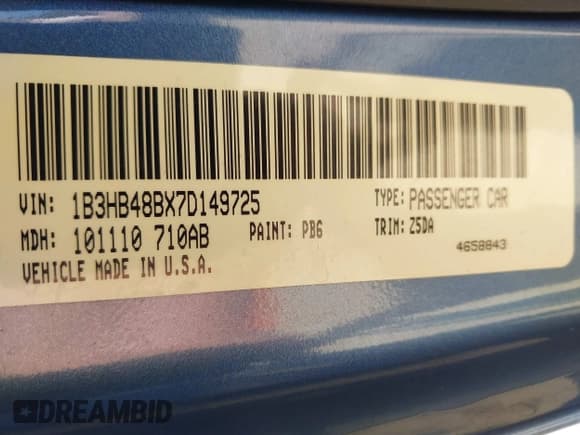 VIN: 1B3HB48BX7D149725 TYPE: PASSENGER CAR
MDH: 101110 710AB PAINT: PB6 TRIM: Z5DA
VEHICLE MADE IN U.S.A. 4658843
DREAMBID